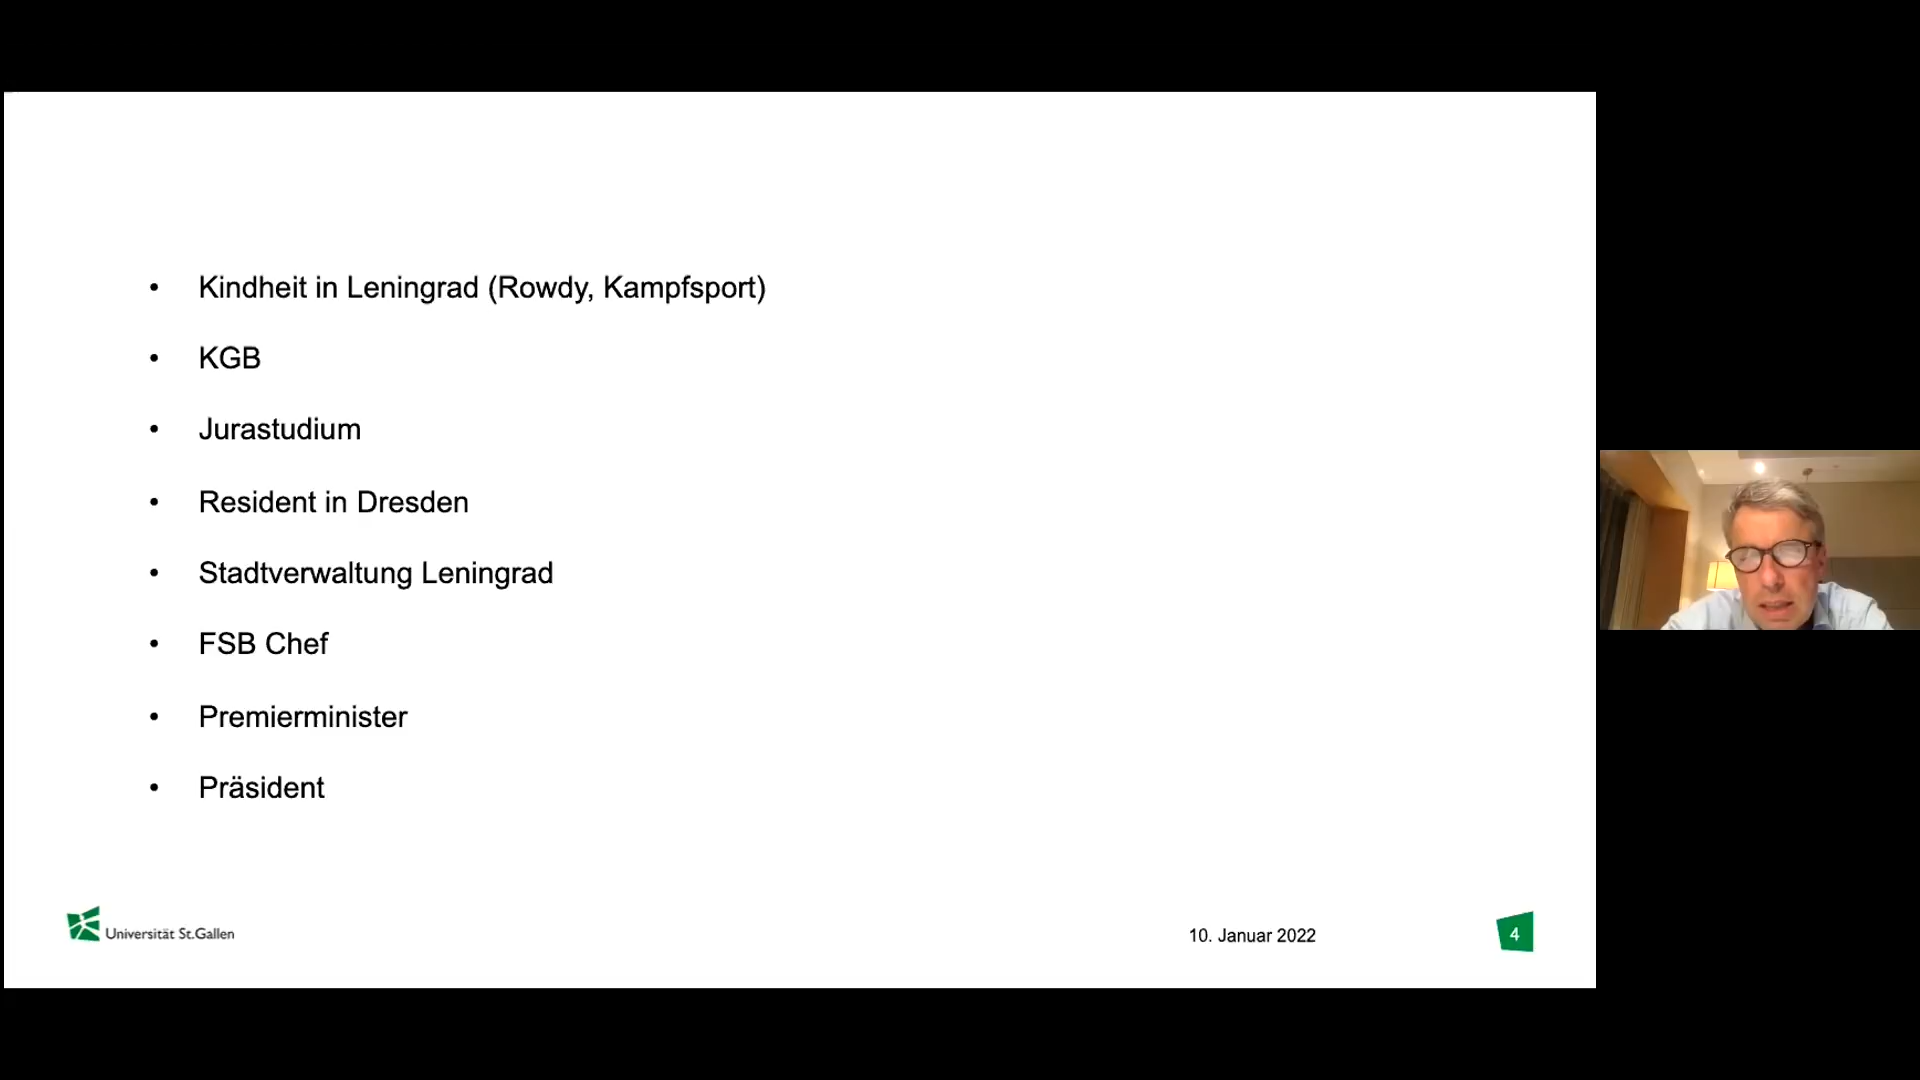 • Kindheit in Leningrad (Rowdy, Kampfsport)
• KGB
• Jurastudium
• Resident in Dresden
• Stadtverwaltung Leningrad
• FSB Chef
• Premierminister
• Präsident
Universität St.Gallen
10. Januar 2022
4